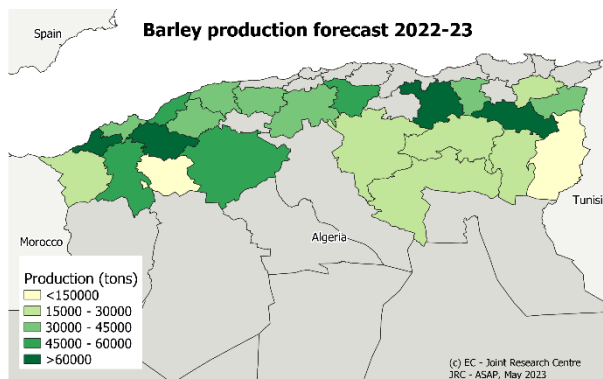 Barley production forecast 2022-23
Spain
Morocco
Algeria
Tunisi
Production (tons)
<150000
15000 - 30000
30000 - 45000
45000 - 60000
>60000
(c) EC - Joint Research Centre
JRC - ASAP, May 2023